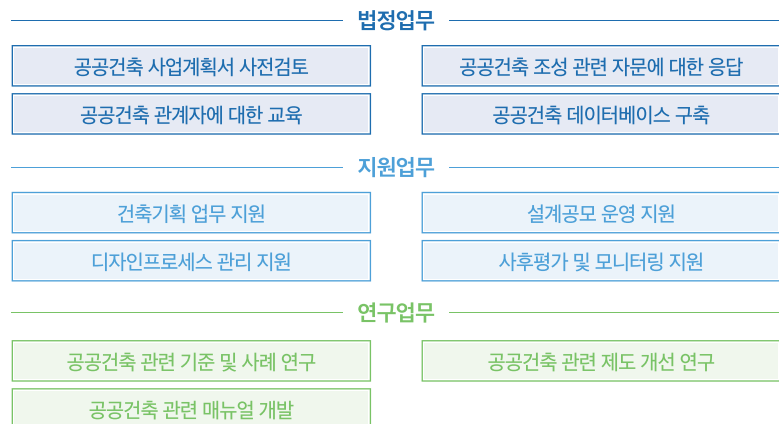 법정업무
공공건축 사업계획서 사전검토
공공건축 조성 관련 자문에 대한 응답
공공건축 관계자에 대한 교육
공공건축 데이터베이스 구축
지원업무
건축기획 업무 지원
설계공모 운영 지원
디자인프로세스 관리 지원
사후평가 및 모니터링 지원
연구업무
공공건축 관련 기준 및 사례 연구
공공건축 관련 제도 개선 연구
공공건축 관련 매뉴얼 개발